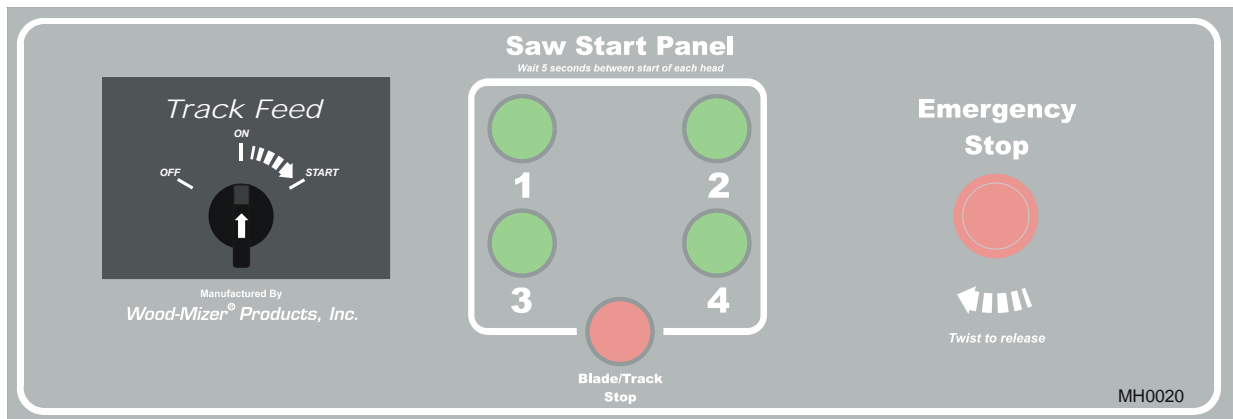 Saw Start Panel
Wait 5 seconds between start of each head
Track Feed
ON
OFF
START
Manufactured By
Wood-Mizer® Products, Inc.
1
2
3
4
Blade/Track
Stop
Emergency
Stop
Twist to release
MH0020